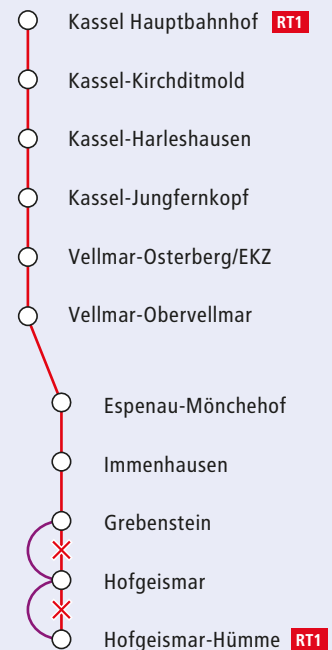 Kassel Hauptbahnhof RT1
Kassel-Kirchditmold
Kassel-Harleshausen
Kassel-Jungfernkopf
Vellmar-Osterberg/EKZ
Vellmar-Obervellmar
Espenau-Mönchehof
Immenhausen
Grebenstein
Hofgeismar
Hofgeismar-Hümme RT1